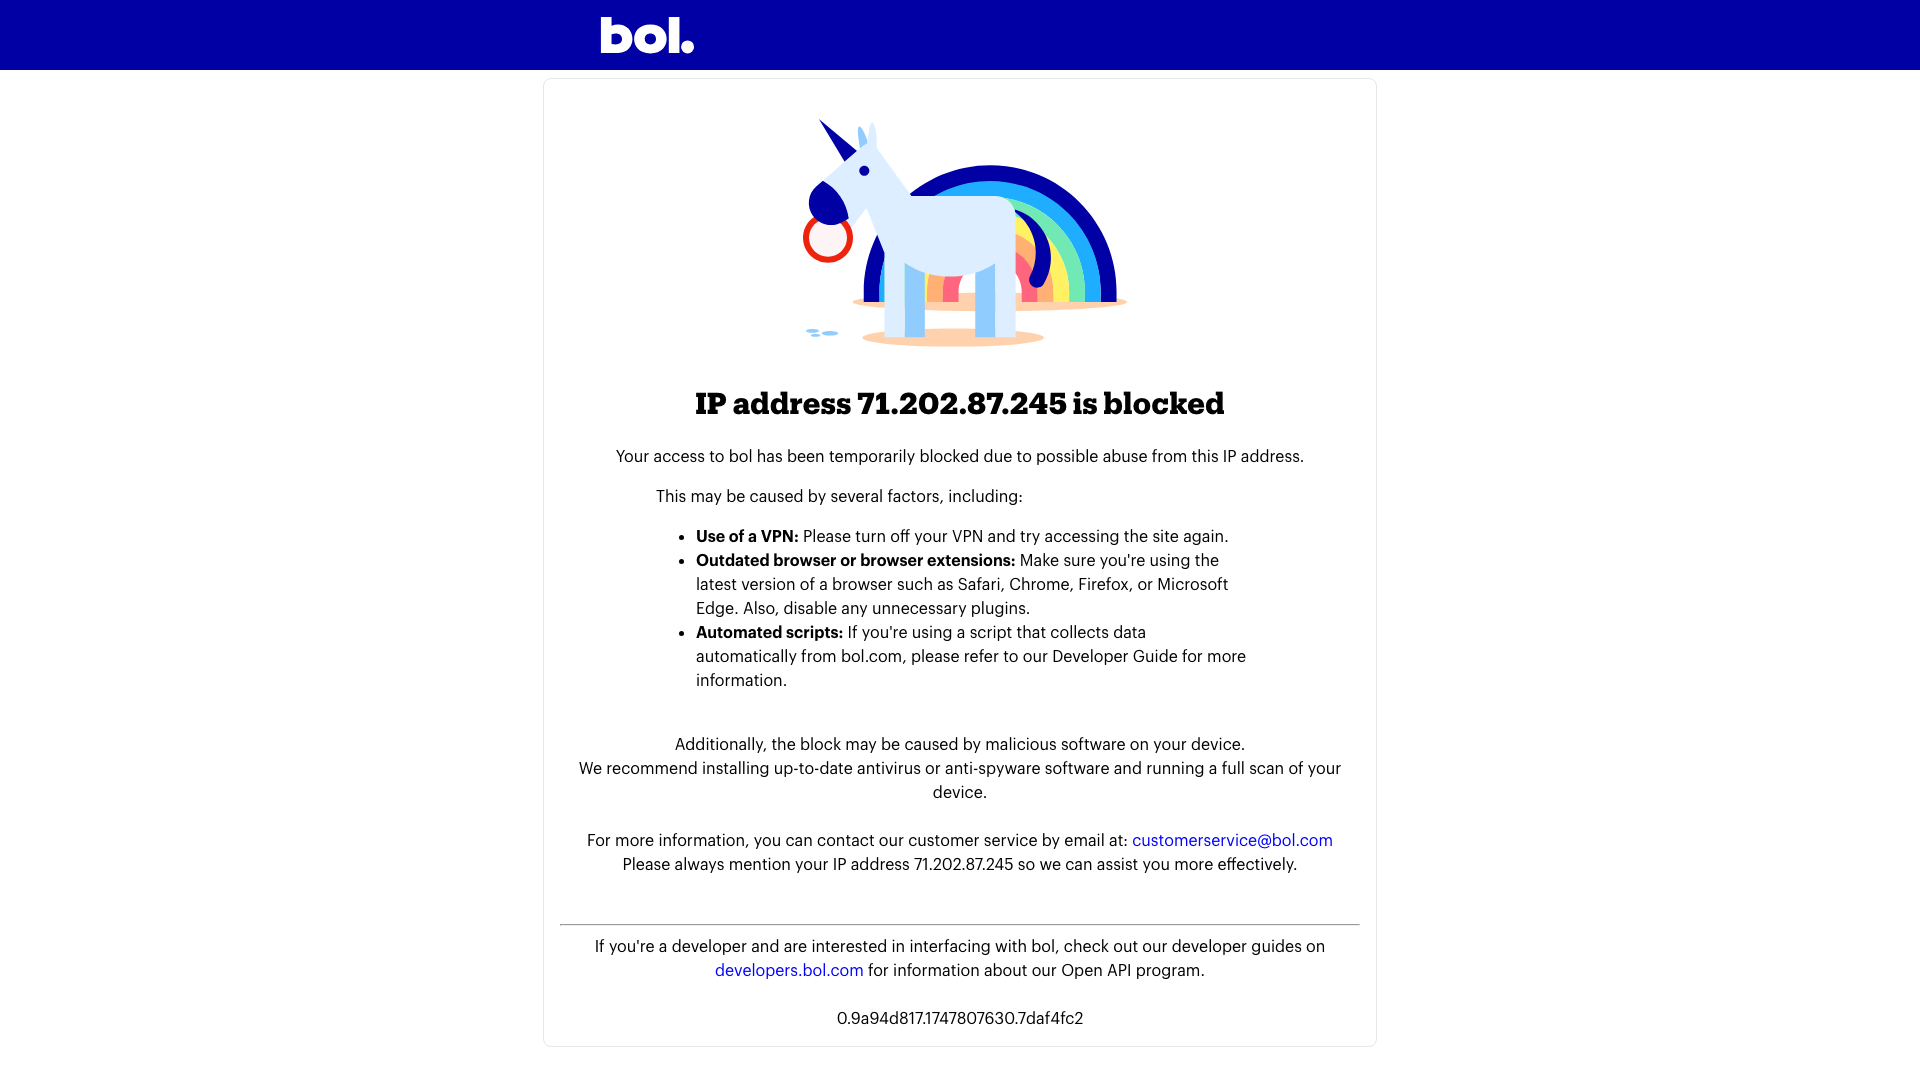 bol.
IP address 71.202.87.245 is blocked
Your access to bol has been temporarily blocked due to possible abuse from this IP address.
This may be caused by several factors, including:
• Use of a VPN: Please turn off your VPN and try accessing the site again.
• Outdated browser or browser extensions: Make sure you're using the
latest version of a browser such as Safari, Chrome, Firefox, or Microsoft
Edge. Also, disable any unnecessary plugins.
• Automated scripts: If you're using a script that collects data
automatically from bol.com, please refer to our Developer Guide for more
information.
Additionally, the block may be caused by malicious software on your device.
We recommend installing up-to-date antivirus or anti-spyware software and running a full scan of your
device.
For more information, you can contact our customer service by email at: customerservice@bol.com
Please always mention your IP address 71.202.87.245 so we can assist you more effectively.
If you're a developer and are interested in interfacing with bol, check out our developer guides on
developers.bol.com for information about our Open API program.
0.9a94d817.1747807630.7daf4fc2